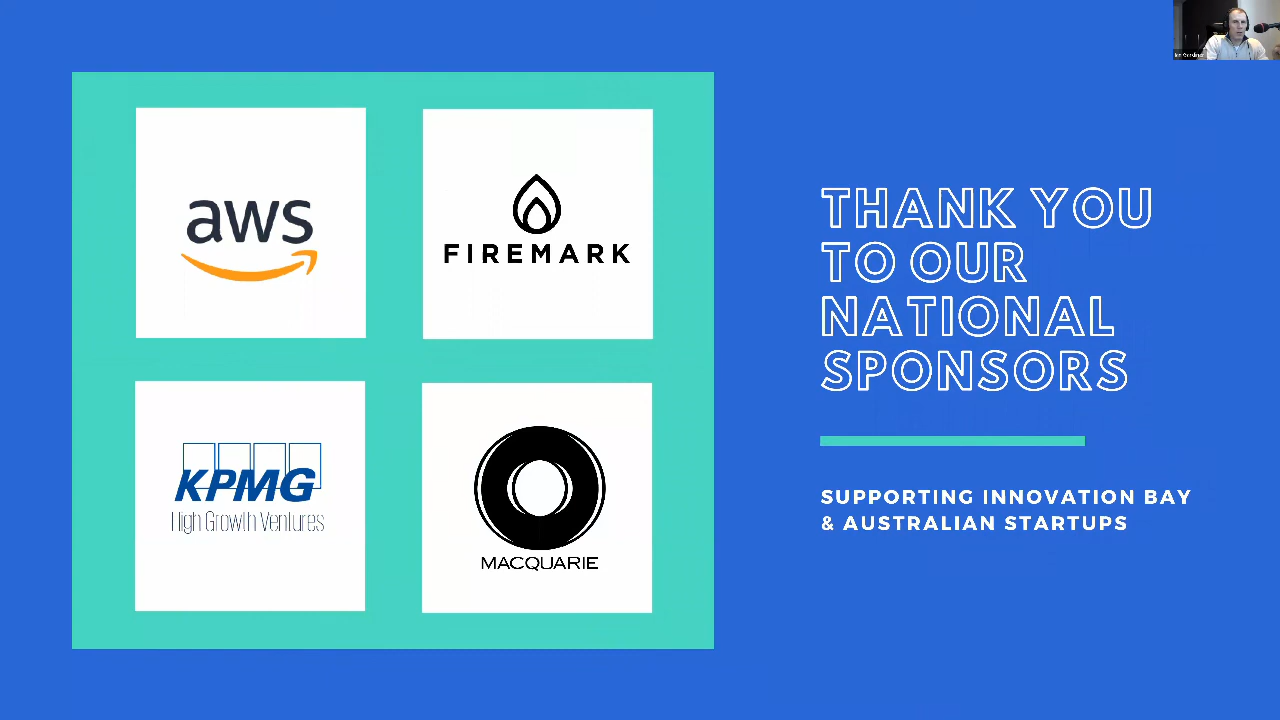 aws
FIREMARK
KPMG
High Growth Ventures
MACQUARIE
THANK YOU
TO OUR
NATIONAL
SPONSORS
SUPPORTING INNOVATION BAY
& AUSTRALIAN STARTUPS